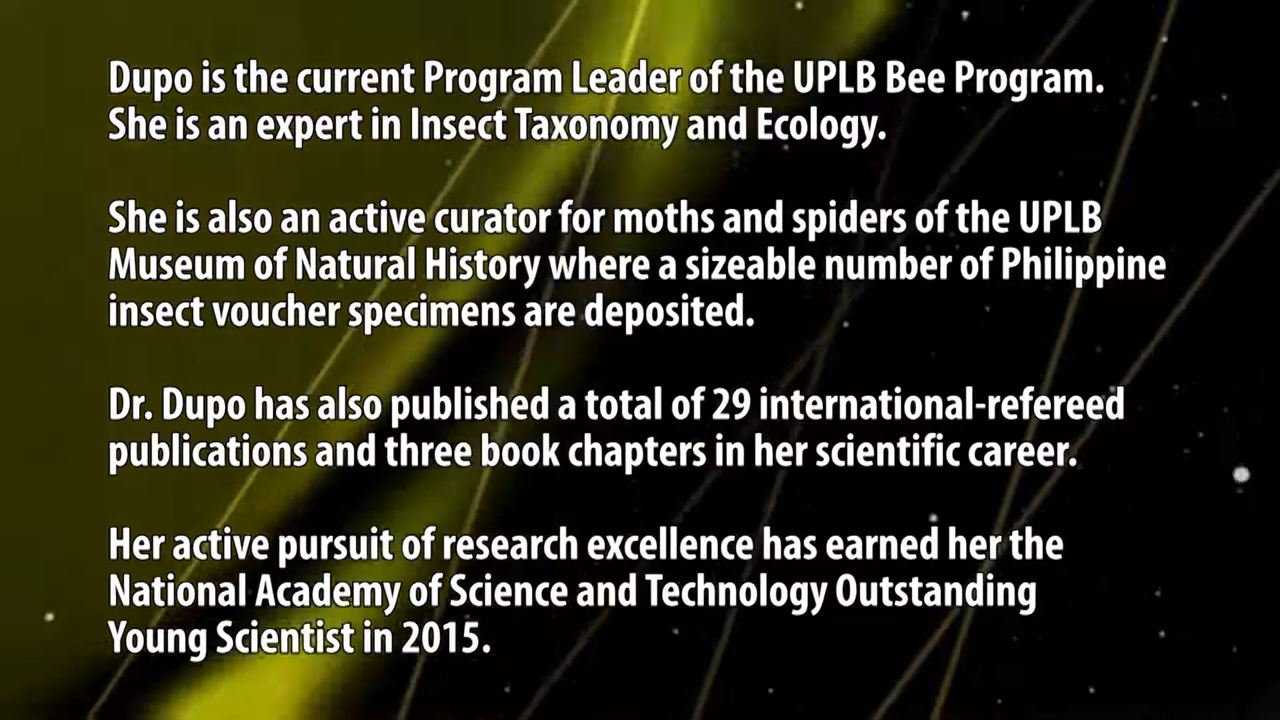 Dupo is the current Program Leader of the UPLB Bee Program.
She is an expert in Insect Taxonomy and Ecology.
She is also an active curator for moths and spiders of the UPLB
Museum of Natural History where a sizeable number of Philippine
insect voucher specimens are deposited.
Dr. Dupo has also published a total of 29 international-refereed
publications and three book chapters in her scientific career.
Her active pursuit of research excellence has earned her the
National Academy of Science and Technology Outstanding
Young Scientist in 2015.